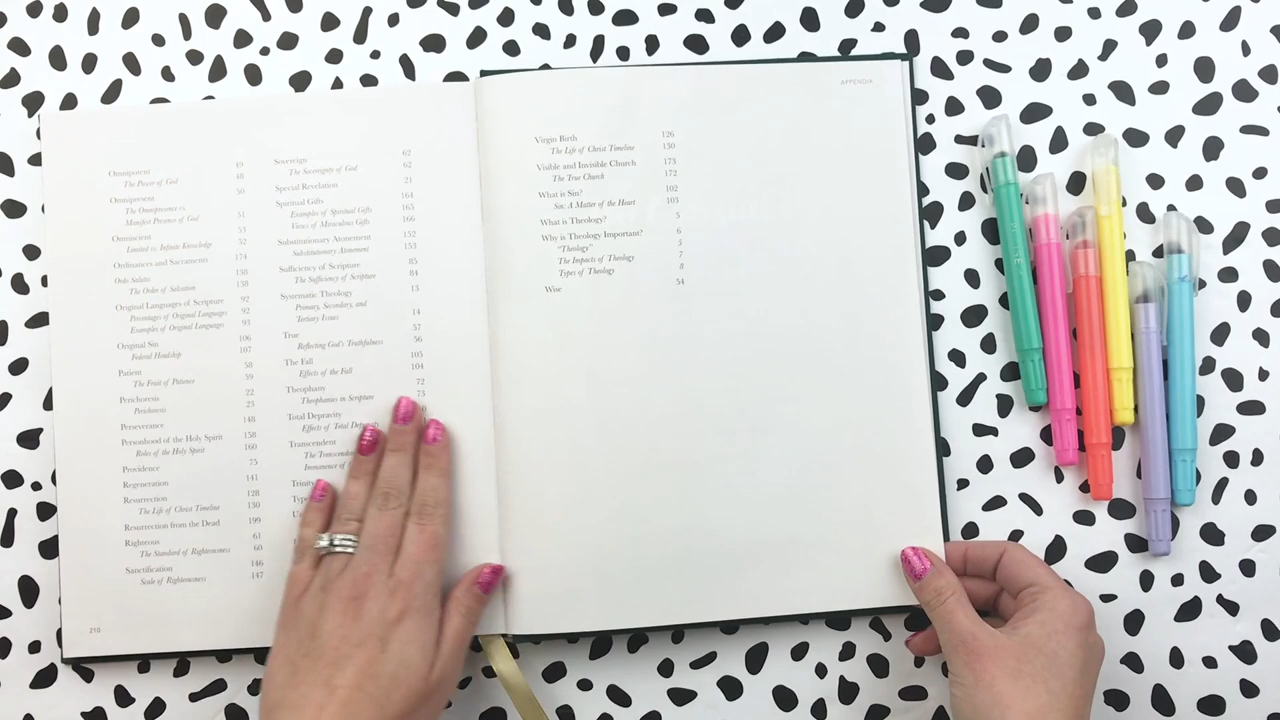 Omnipotent 49
The Power of God 48
Omnipresent 50
The Omnipresence vs.
Manifest Presence of God 51
Omniscient 53
Limited vs. Infinite Knowledge 52
Ordinances and Sacraments 174
Ordo Salutis 138
The Order of Salvation 138
Original Languages of Scripture 92
Percentages of Original Languages 92
Examples of Original Languages 93
Original Sin 106
Federal Headship 107
Patient 58
The Fruit of Patience 59
Perichoresis 22
Perichoresis 23
Perseverance 148
Personhood of the Holy Spirit 158
Roles of the Holy Spirit 160
Providence 75
Regeneration 141
Resurrection 128
The Life of Christ Timeline 130
Resurrection from the Dead 199
Righteous 61
The Standard of Righteousness 60
Sanctification 146
Scale of Righteousness 147
210
Sovereign 62
The Sovereignty of God 62
Special Revelation 21
Spiritual Gifts 164
Examples of Spiritual Gifts 165
Views of Miraculous Gifts 166
Substitutionary Atonement 152
Substitutionary Atonement 153
Sufficiency of Scripture 85
The Sufficiency of Scripture 84
Systematic Theology 13
Primary, Secondary, and
Tertiary Issues 14
True 57
Reflecting God's Truthfulness 56
The Fall 105
Effects of the Fall 104
Theophany 72
Theophanies in Scripture 73
Total Depravity
Effects of Total
Transcendent
The
Immanence of
APPENDIX
Virgin Birth 126
The Life of Christ Timeline 130
Visible and Invisible Church 173
The True Church 172
What is Sin? 102
Sin: A Matter of the Heart 103
What is Theology? 5
Why is Theology Important? 6
"Theology" 5
The Impacts of Theology 7
Types of Theology 8
Wise 54